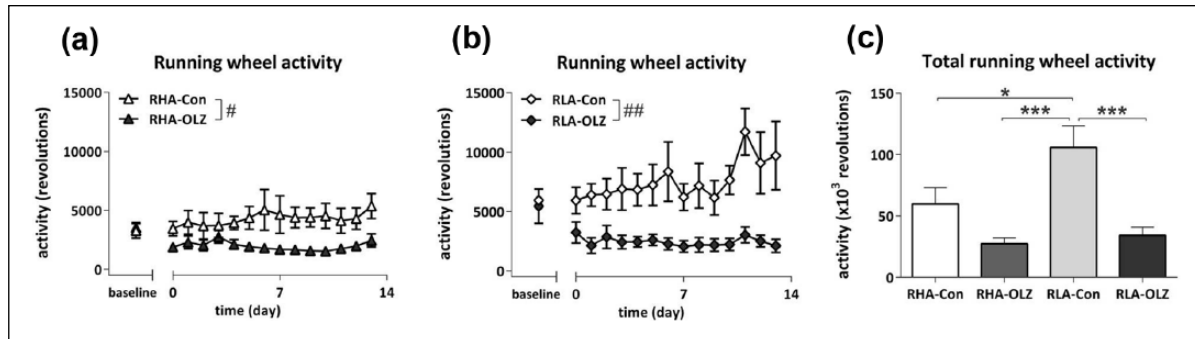 (a)
Running wheel activity
activity (revolutions)
15000
10000
5000
0
RHA-Con
RHA-OLZ
#
baseline
0
7
14
time (day)
(b)
Running wheel activity
activity (revolutions)
15000
10000
5000
0
RLA-Con
RLA-OLZ
##
baseline
0
7
14
time (day)
(c)
Total running wheel activity
activity (x10³ revolutions)
150
100
50
0
*
*** ***
RHA-Con RHA-OLZ RLA-Con RLA-OLZ